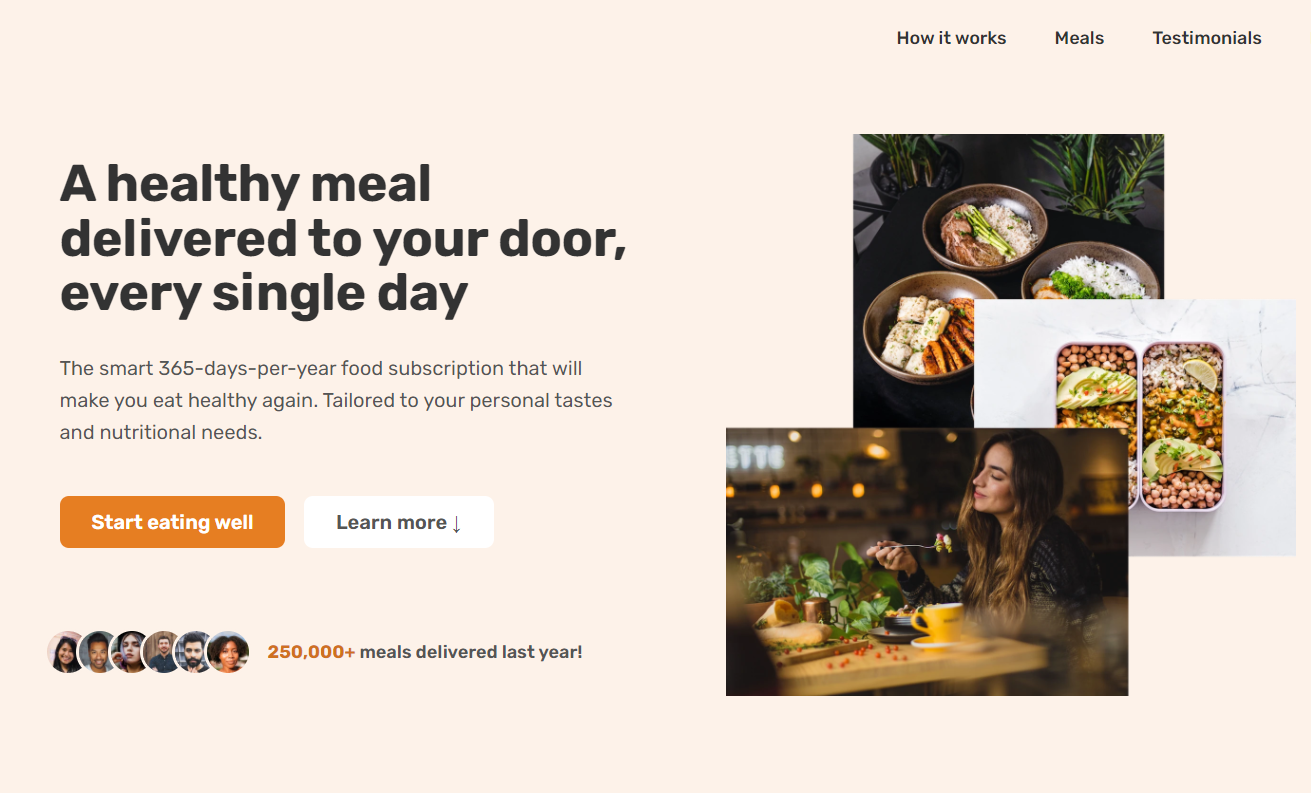 How it works Meals Testimonials
A healthy meal
delivered to your door,
every single day
The smart 365-days-per-year food subscription that will
make you eat healthy again. Tailored to your personal tastes
and nutritional needs.
Start eating well Learn more ↓
250,000+ meals delivered last year!